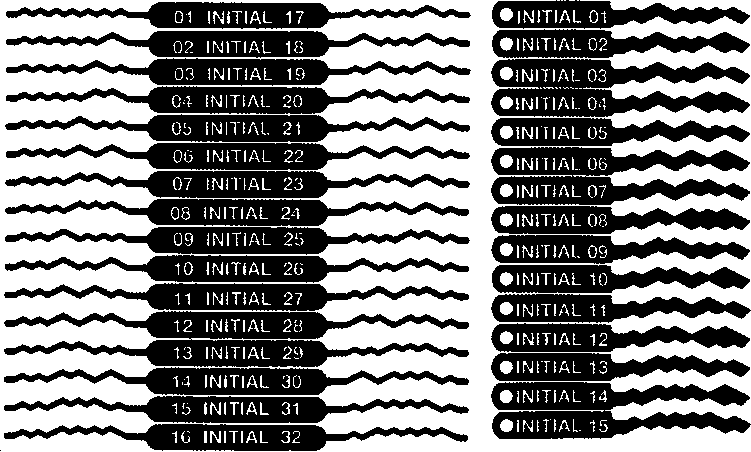 01 INITIAL 17
02 INITIAL 18
03 INITIAL 19
04 INITIAL 20
05 INITIAL 21
06 INITIAL 22
07 INITIAL 23
08 INITIAL 24
09 INITIAL 25
10 INITIAL 26
11 INITIAL 27
12 INITIAL 28
13 INITIAL 29
14 INITIAL 30
15 INITIAL 31
16 INITIAL 32
INITIAL 01
INITIAL 02
INITIAL 03
INITIAL 04
INITIAL 05
INITIAL 06
INITIAL 07
INITIAL 08
INITIAL 09
INITIAL 10
INITIAL 11
INITIAL 12
INITIAL 13
INITIAL 14
INITIAL 15